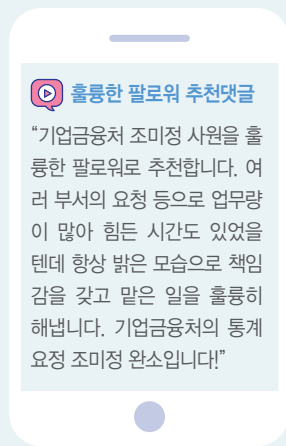 훌륭한 팔로워 추천댓글
“기업금융처 조미정 사원을 훌
륭한 팔로워로 추천합니다. 여
러 부서의 요청 등으로 업무량
이 많아 힘든 시간도 있었을
텐데 항상 밝은 모습으로 책임
감을 갖고 맡은 일을 훌륭히
해냅니다. 기업금융처의 통계
요정 조미정 완소입니다!”